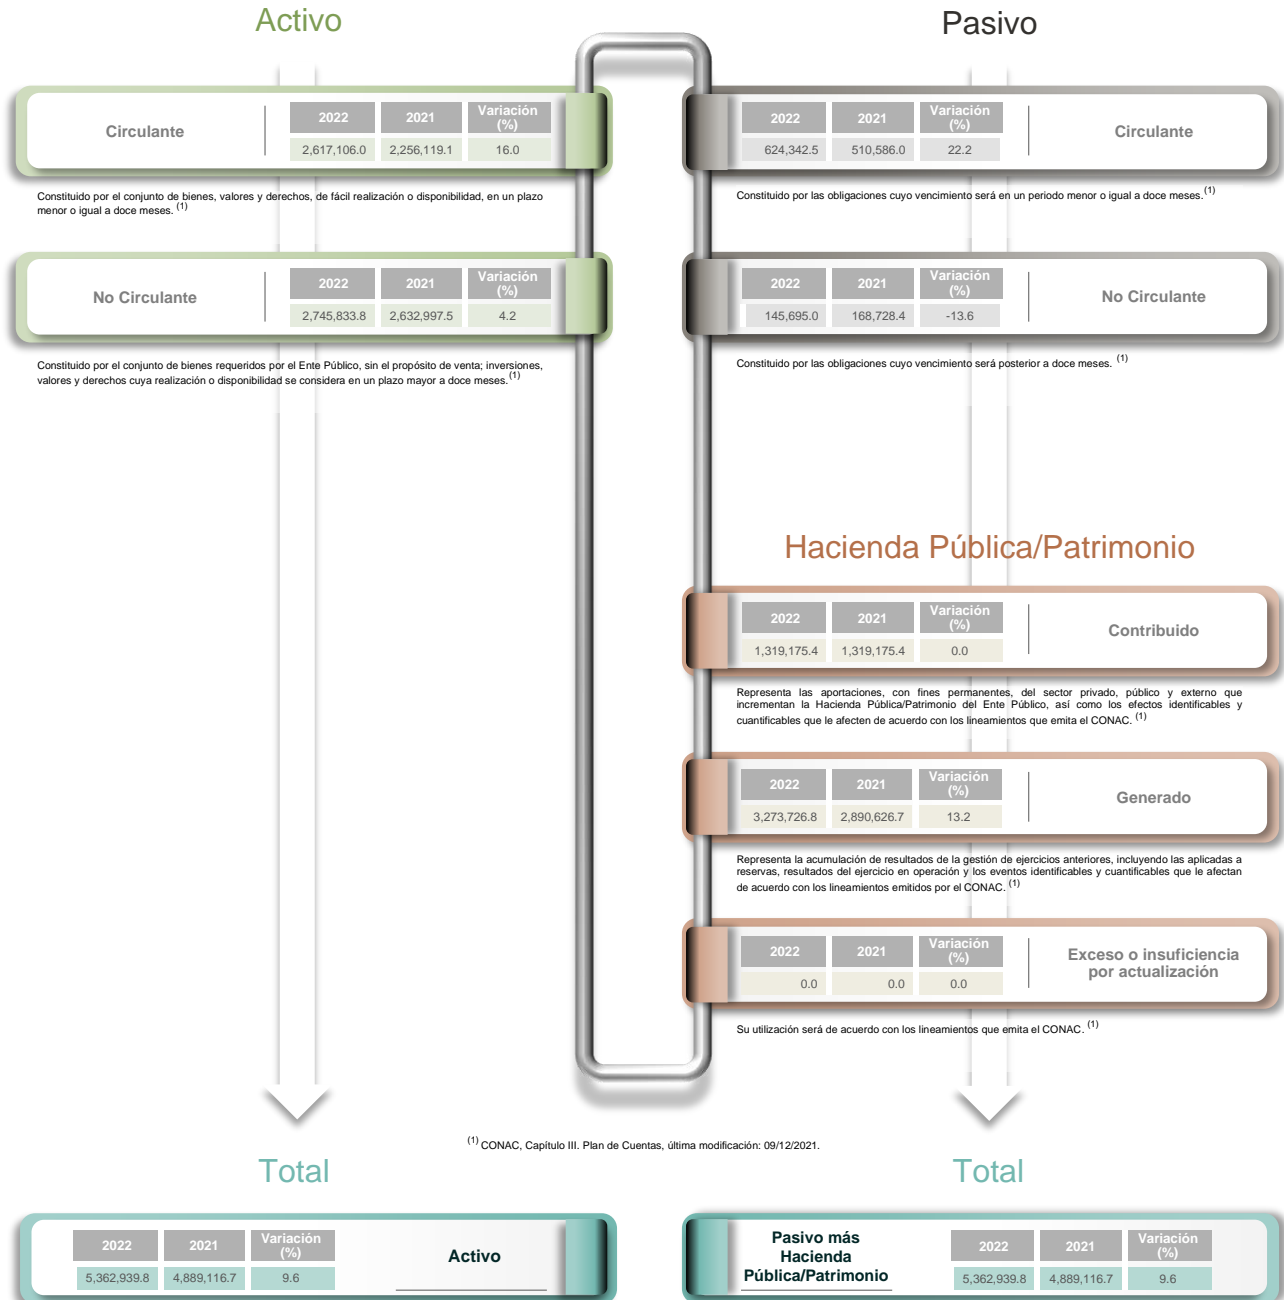 Activo
Circulante
2022 2021 Variación (%)
2,617,106.0 2,256,119.1 16.0
Constituido por el conjunto de bienes, valores y derechos, de fácil realización o disponibilidad, en un plazo
menor o igual a doce meses. (1)
No Circulante
2022 2021 Variación (%)
2,745,833.8 2,632,997.5 4.2
Constituido por el conjunto de bienes requeridos por el Ente Público, sin el propósito de venta; inversiones,
valores y derechos cuya realización o disponibilidad se considera en un plazo mayor a doce meses. (1)
Pasivo
2022 2021 Variación (%)
624,342.5 510,586.0 22.2
Circulante
Constituido por las obligaciones cuyo vencimiento será en un periodo menor o igual a doce meses. (1)
2022 2021 Variación (%)
145,695.0 168,728.4 -13.6
No Circulante
Constituido por las obligaciones cuyo vencimiento será posterior a doce meses. (1)
Hacienda Pública/Patrimonio
2022 2021 Variación (%)
1,319,175.4 1,319,175.4 0.0
Contribuido
Representa las aportaciones, con fines permanentes, del sector privado, público y externo que
incrementan la Hacienda Pública/Patrimonio del Ente Público, así como los efectos identificables y
cuantificables que le afecten de acuerdo con los lineamientos que emita el CONAC. (1)
2022 2021 Variación (%)
3,273,726.8 2,890,626.7 13.2
Generado
Representa la acumulación de resultados de la gestión de ejercicios anteriores, incluyendo las aplicadas a
reservas, resultados del ejercicio en operación y los eventos identificables y cuantificables que le afectan
de acuerdo con los lineamientos emitidos por el CONAC. (1)
2022 2021 Variación (%)
0.0 0.0 0.0
Exceso o insuficiencia
por actualización
Su utilización será de acuerdo con los lineamientos que emita el CONAC. (1)
(1) CONAC, Capítulo III. Plan de Cuentas, última modificación: 09/12/2021.
Total
2022 2021 Variación (%)
5,362,939.8 4,889,116.7 9.6
Activo
Total
Pasivo más
Hacienda
Pública/Patrimonio
2022 2021 Variación (%)
5,362,939.8 4,889,116.7 9.6